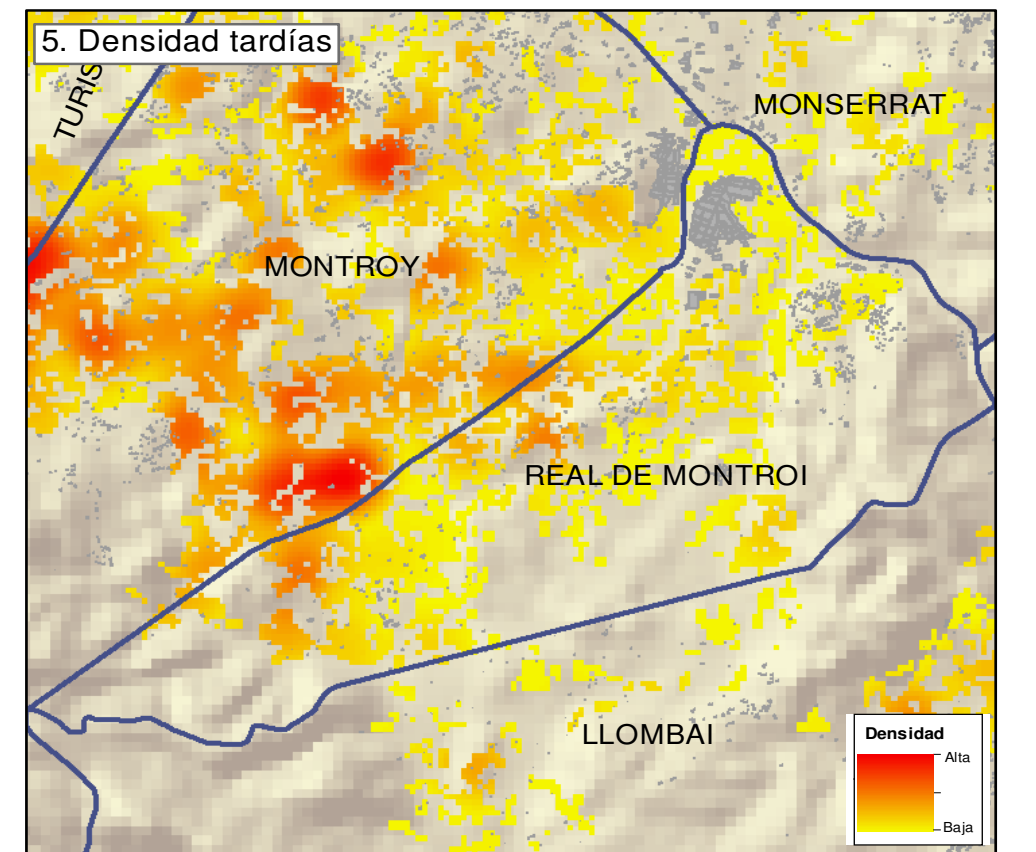 5. Densidad tardías
TURIS
MONSERRAT
MONTROY
REAL DE MONTROI
LLOMBAI
Densidad
Alta
Baja